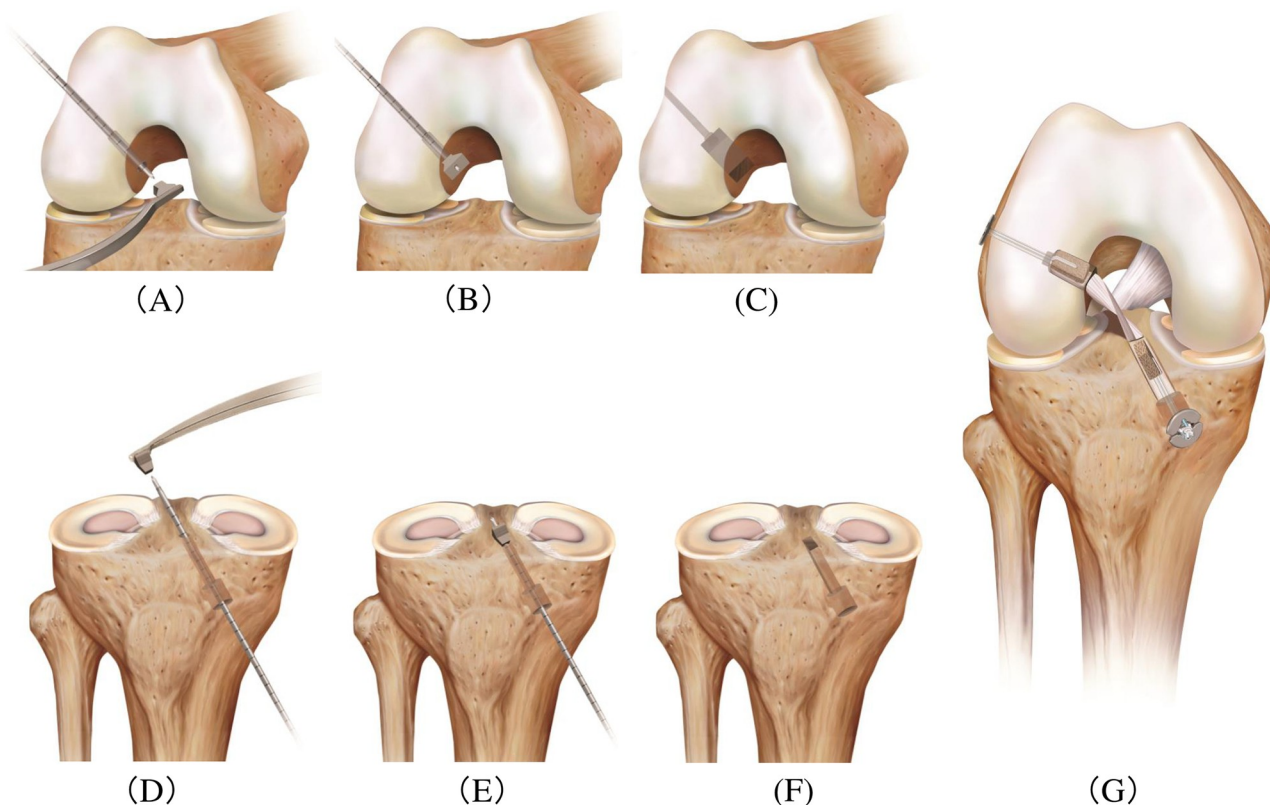 （A）
（B）
(C)
（D）
（E）
(F)
（G）